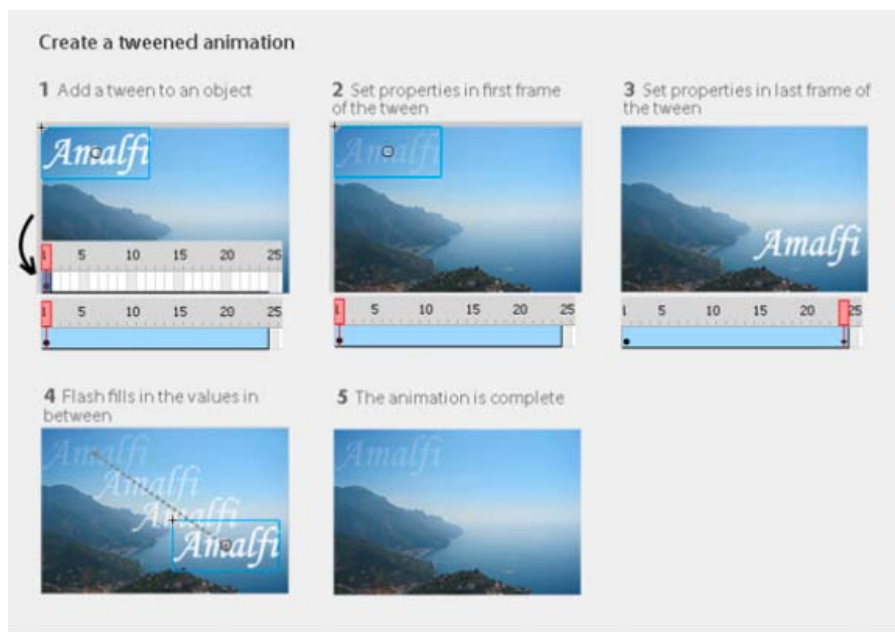 Create a tweened animation
1 Add a tween to an object
2 Set properties in first frame
of the tween
3 Set properties in last frame of
the tween
Amalfi
1 5 10 15 20 25
1 5 10 15 20 25
Amalfi
1 5 10 15 20 25
Amalfi
1 5 10 15 20 25
4 Flash fills in the values in
between
Amalfi
Amalfi
Amalfi
Amalfi
5 The animation is complete
Amalfi